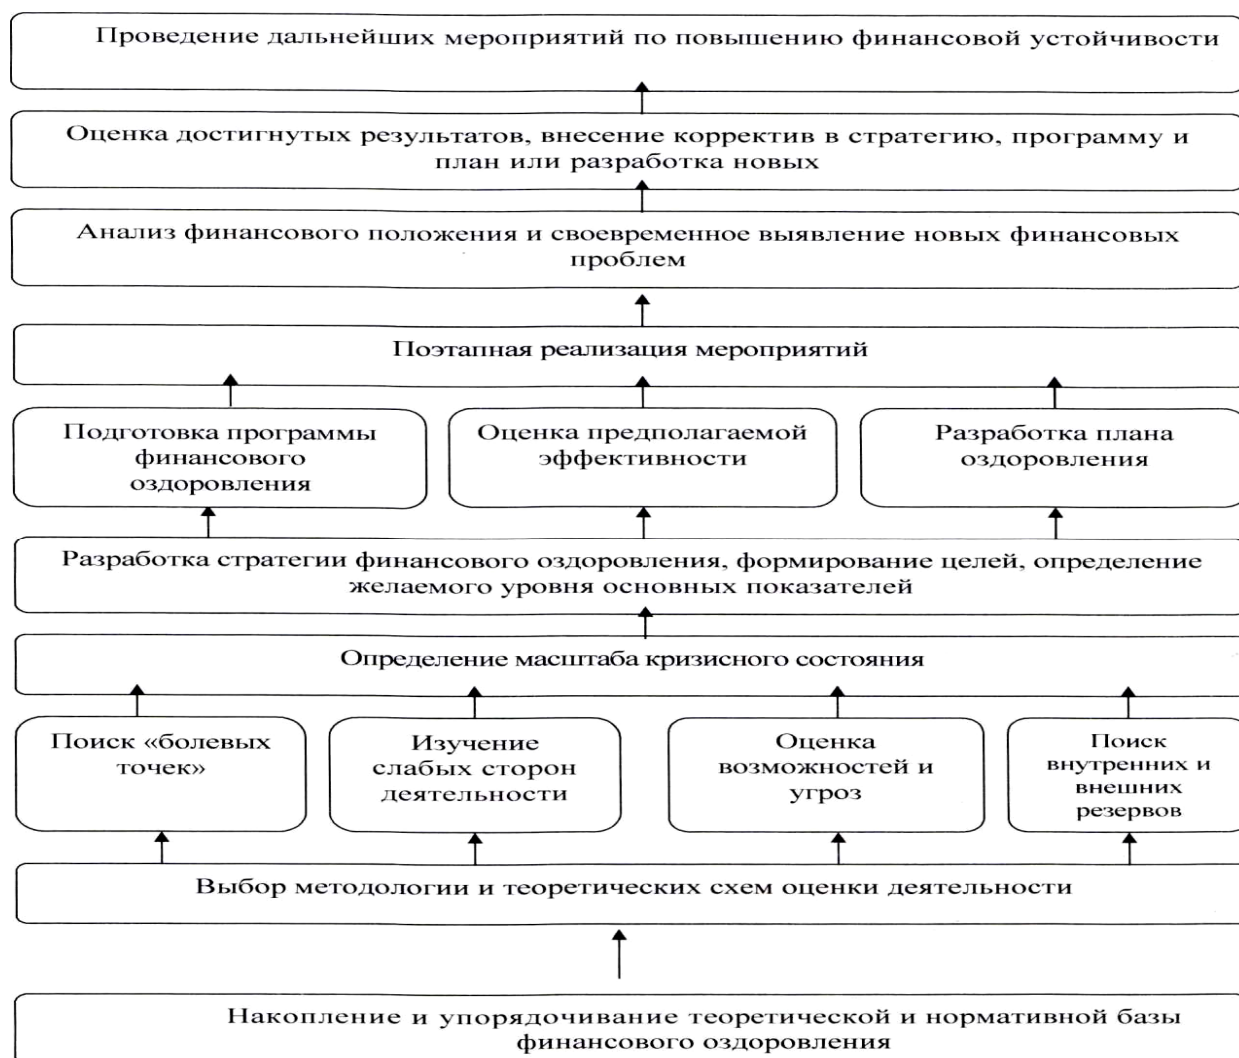 Проведение дальнейших мероприятий по повышению финансовой устойчивости
Оценка достигнутых результатов, внесение корректив в стратегию, программу и
план или разработка новых
Анализ финансового положения и своевременное выявление новых финансовых
проблем
Поэтапная реализация мероприятий
Подготовка программы
финансового
оздоровления
Оценка предполагаемой
эффективности
Разработка плана
оздоровления
Разработка стратегии финансового оздоровления, формирование целей, определение
желаемого уровня основных показателей
Определение масштаба кризисного состояния
Поиск «болевых
точек»
Изучение
слабых сторон
деятельности
Оценка
возможностей и
угроз
Поиск
внутренних и
внешних
резервов
Выбор методологии и теоретических схем оценки деятельности
Накопление и упорядочивание теоретической и нормативной базы
финансового оздоровления